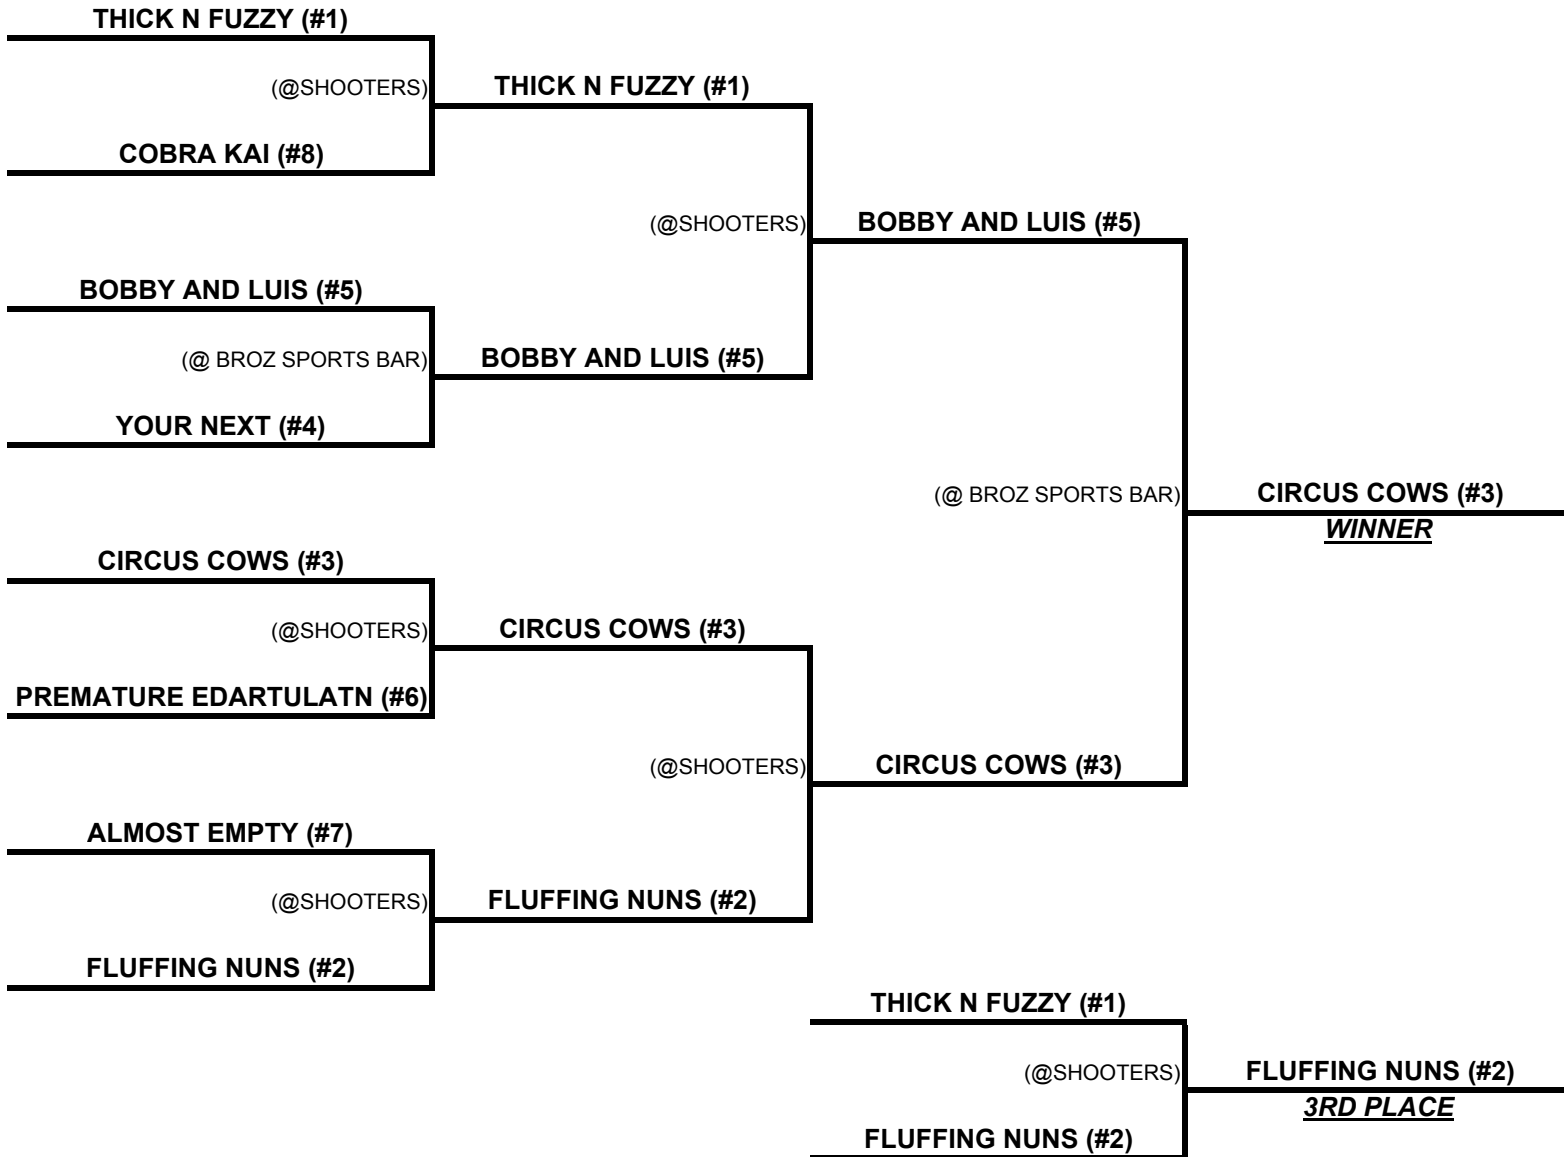 THICK N FUZZY (#1)
(@SHOOTERS)
THICK N FUZZY (#1)
COBRA KAI (#8)
(@SHOOTERS)
BOBBY AND LUIS (#5)
BOBBY AND LUIS (#5)
(@ BROZ SPORTS BAR)
BOBBY AND LUIS (#5)
YOUR NEXT (#4)
(@ BROZ SPORTS BAR)
CIRCUS COWS (#3)
WINNER
CIRCUS COWS (#3)
(@SHOOTERS)
CIRCUS COWS (#3)
PREMATURE EDARTULATN (#6)
(@SHOOTERS)
CIRCUS COWS (#3)
ALMOST EMPTY (#7)
(@SHOOTERS)
FLUFFING NUNS (#2)
FLUFFING NUNS (#2)
THICK N FUZZY (#1)
(@SHOOTERS)
FLUFFING NUNS (#2)
3RD PLACE
FLUFFING NUNS (#2)